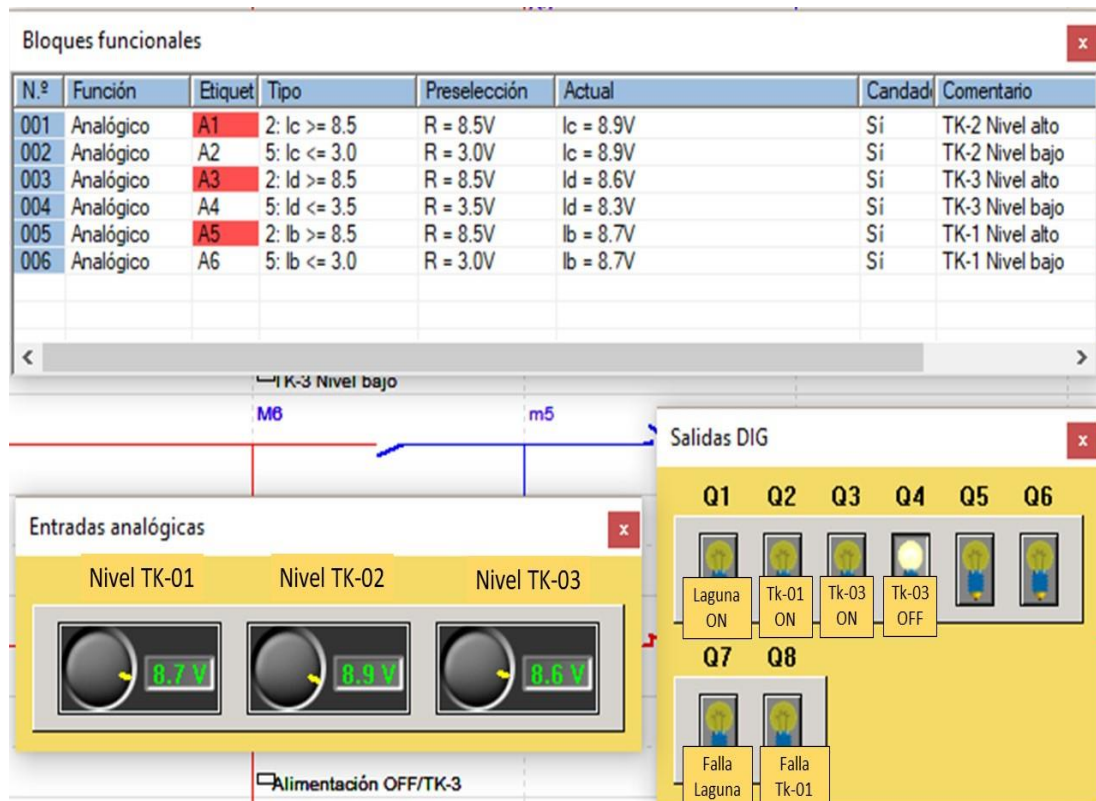 Bloques funcionales
x
N.º Función Etiquet Tipo Preselección Actual Candad Comentario
001 Analógico A1 2: Ic >= 8.5 R = 8.5V Ic = 8.9V Sí TK-2 Nivel alto
002 Analógico A2 5: Ic <= 3.0 R = 3.0V Ic = 8.9V Sí TK-2 Nivel bajo
003 Analógico A3 2: Id >= 8.5 R = 8.5V Id = 8.6V Sí TK-3 Nivel alto
004 Analógico A4 5: Id <= 3.5 R = 3.5V Id = 8.3V Sí TK-3 Nivel bajo
005 Analógico A5 2: Ib >= 8.5 R = 8.5V Ib = 8.7V Sí TK-1 Nivel alto
006 Analógico A6 5: Ib <= 3.0 R = 3.0V Ib = 8.7V Sí TK-1 Nivel bajo
TK-3 Nivel bajo
M6 m5
Entradas analógicas
x
Nivel TK-01 Nivel TK-02 Nivel TK-03
8.7 V 8.9 V 8.6 V
Alimentación OFF/TK-3
Salidas DIG
x
Q1 Q2 Q3 Q4 Q5 Q6
Laguna Tk-01 Tk-03 Tk-03
ON ON ON OFF
Q7 Q8
Falla Falla
Laguna Tk-01